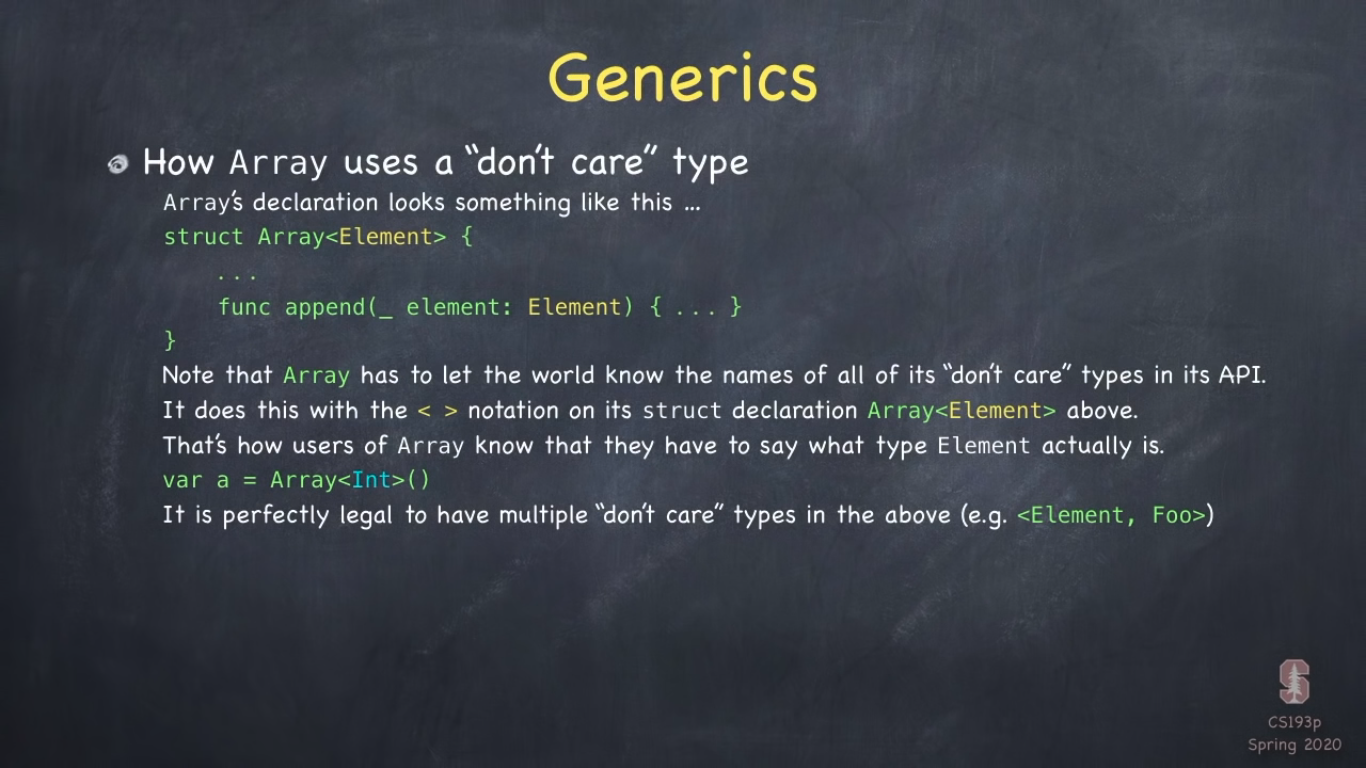 Generics
How Array uses a “don’t care” type
Array’s declaration looks something like this ...
struct Array<Element> {
...
func append(_ element: Element) { ... }
}
Note that Array has to let the world know the names of all of its “don’t care” types in its API.
It does this with the < > notation on its struct declaration Array<Element> above.
That’s how users of Array know that they have to say what type Element actually is.
var a = Array<Int>()
It is perfectly legal to have multiple “don’t care” types in the above (e.g. <Element, Foo>)
S
CS193p
Spring 2020